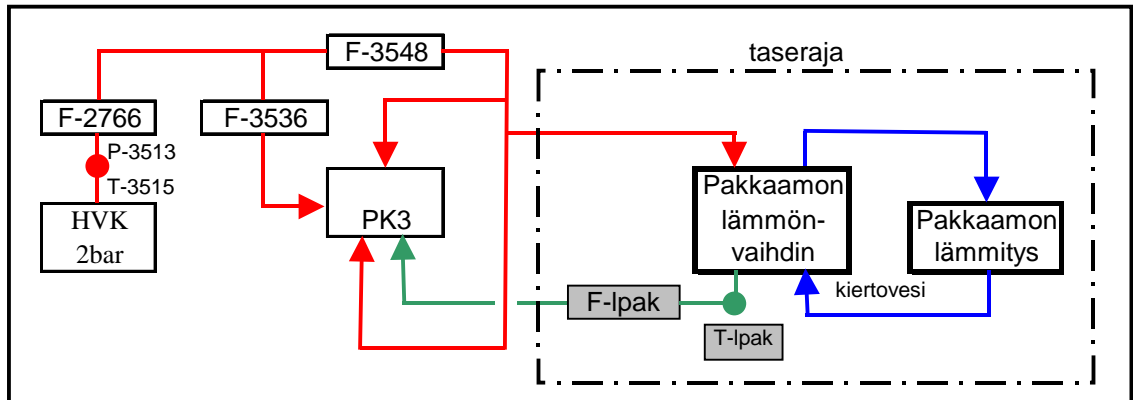 F-3548
taseraja
F-2766
F-3536
P-3513
T-3515
HVK
2bar
PK3
Pakkaamon
lämmön-
vaihdin
Pakkaamon
lämmitys
kiertovesi
F-lpak
T-lpak